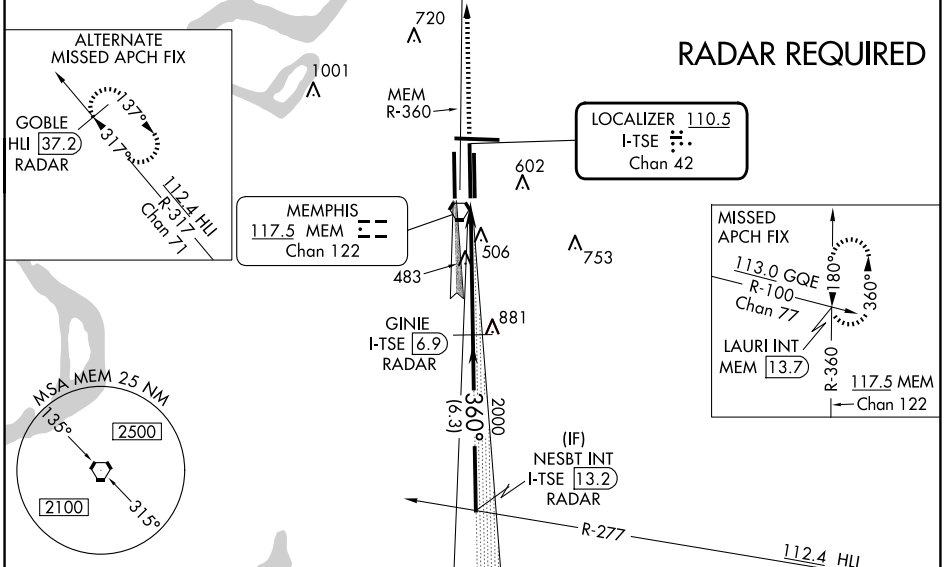 ALTERNATE
MISSED APCH FIX
GOBLE
HLI 37.2
RADAR
137°
317°
112.4 HLI
R-317
Chan 71
720
1001
MEM
R-360
RADAR REQUIRED
LOCALIZER 110.5
I-TSE
Chan 42
602
MEMPHIS
117.5 MEM
Chan 122
506
483
753
MISSED
APCH FIX
113.0 GQE
R-100
Chan 77
180°
360°
LAURI INT
MEM 13.7
R-360
117.5 MEM
Chan 122
GINIE
I-TSE 6.9
RADAR
881
360°
(6.3)
2000
(IF)
NESBT INT
I-TSE 13.2
RADAR
R-277
112.4 HLI
MSA MEM 25 NM
135°
2500
2100
315°